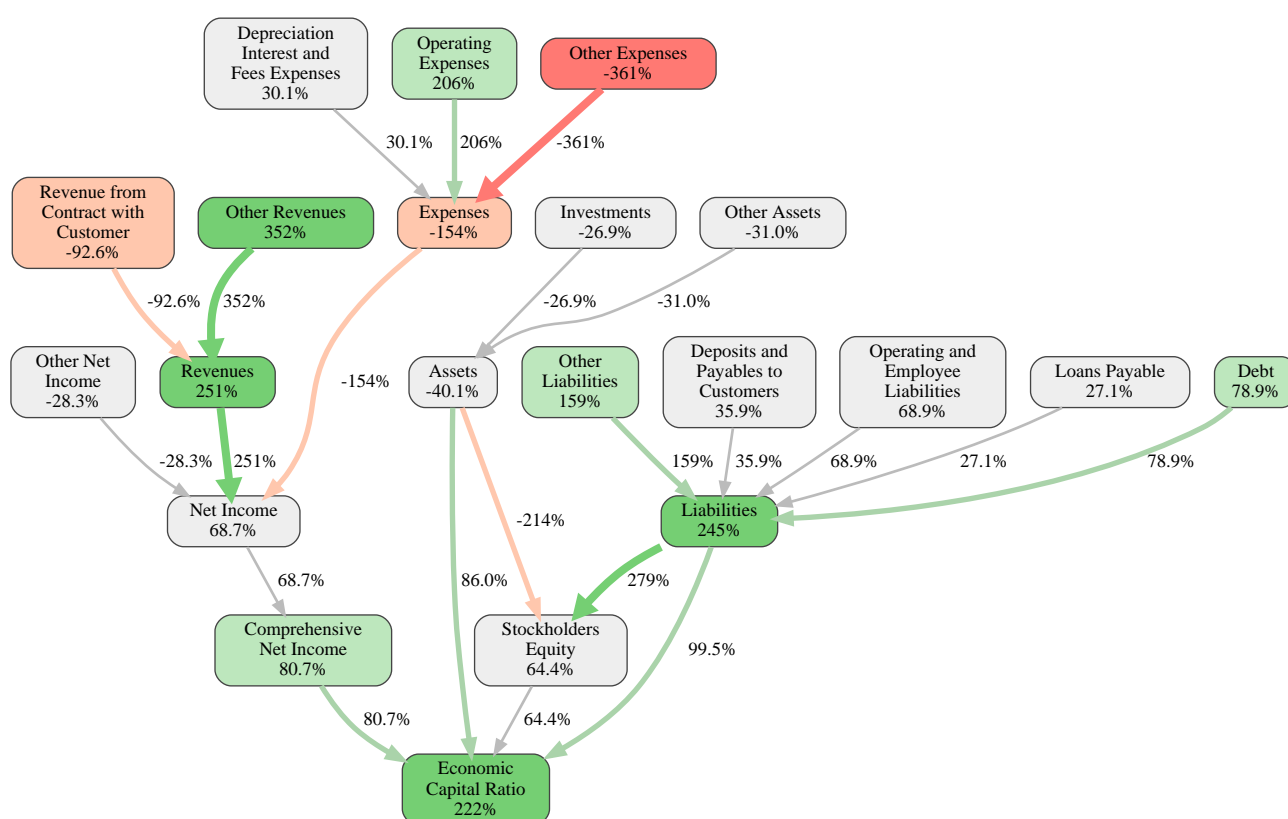 Depreciation
Interest and
Fees Expenses
30.1%
Operating
Expenses
206%
Other Expenses
-361%
30.1%
206%
-361%
Revenue from
Contract with
Customer
-92.6%
Other Revenues
352%
Expenses
-154%
Investments
-26.9%
Other Assets
-31.0%
-92.6%
352%
-26.9%
-31.0%
Other Net
Income
-28.3%
Revenues
251%
-154%
Assets
-40.1%
Other
Liabilities
159%
Deposits and
Payables to
Customers
35.9%
Operating and
Employee
Liabilities
68.9%
Loans Payable
27.1%
Debt
78.9%
-28.3%
251%
159%
35.9%
68.9%
27.1%
78.9%
Net Income
68.7%
-214%
Liabilities
245%
68.7%
86.0%
279%
Comprehensive
Net Income
80.7%
Stockholders
Equity
64.4%
99.5%
80.7%
64.4%
Economic
Capital Ratio
222%